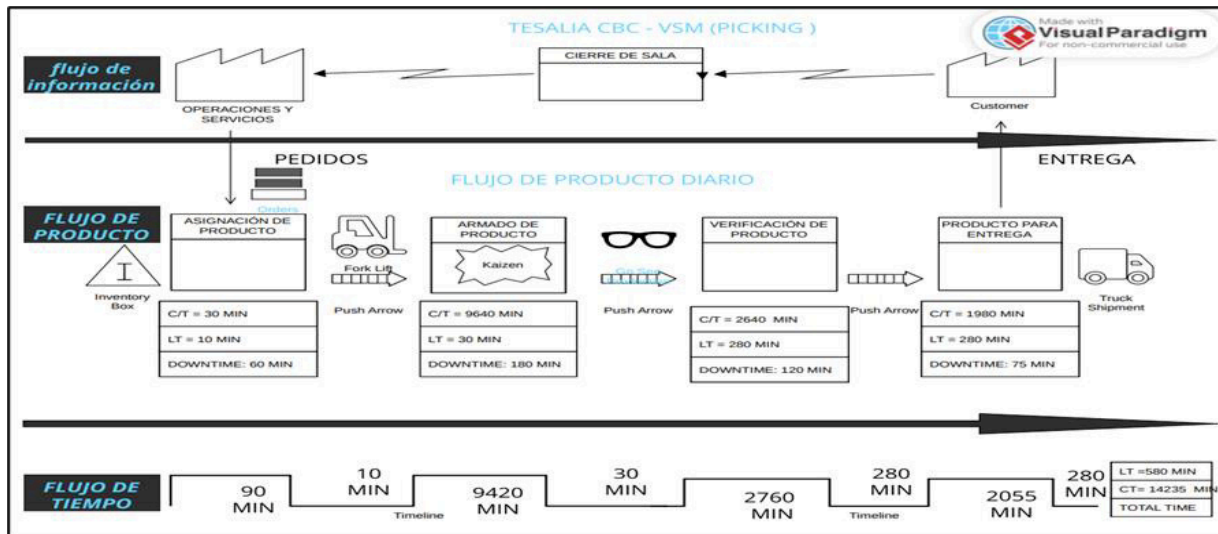 TESALIA CBC - VSM (PICKING )
Made with
VisualParadigm
For non-commercial use
flujo de
información
CIERRE DE SALA
OPERACIONES Y
SERVICIOS
Customer
PEDIDOS
ENTREGA
FLUJO DE PRODUCTO DIARIO
Orders
FLUJO DE
PRODUCTO
ASIGNACIÓN DE
PRODUCTO
ARMADO DE
PRODUCTO
VERIFICACIÓN DE
PRODUCTO
PRODUCTO PARA
ENTREGA
I
Fork Lift
Kaizen
Go See
Inventory
Box
Push Arrow
Push Arrow
Push Arrow
Truck
Shipment
C/T = 30 MIN
LT = 10 MIN
DOWNTIME: 60 MIN
C/T = 9640 MIN
LT = 30 MIN
DOWNTIME: 180 MIN
C/T = 2640 MIN
LT = 280 MIN
DOWNTIME: 120 MIN
C/T = 1980 MIN
LT = 280 MIN
DOWNTIME: 75 MIN
FLUJO DE
TIEMPO
90
MIN
10
MIN
Timeline
9420
MIN
30
MIN
2760
MIN
280
MIN
Timeline
2055
MIN
280
MIN
LT =580 MIN
CT= 14235 MIN
TOTAL TIME